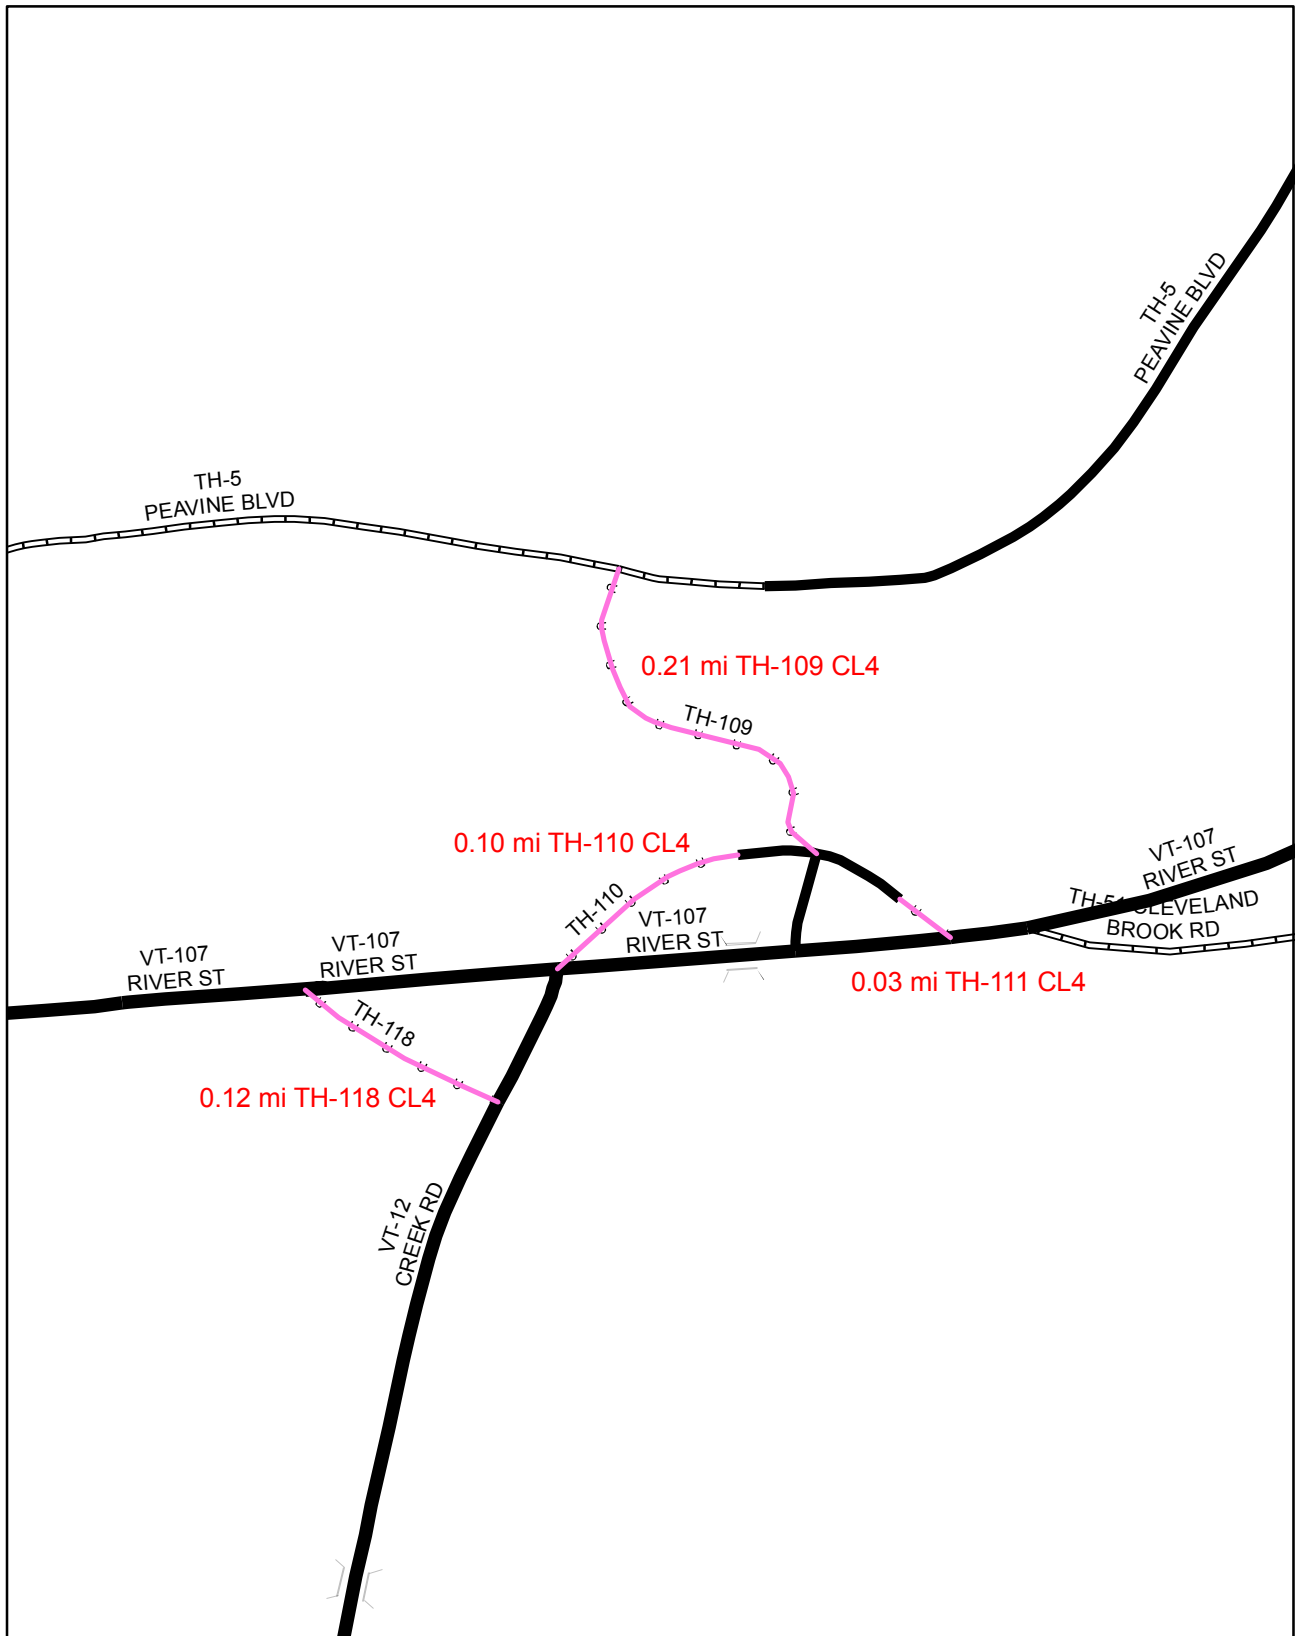 TH-5
PEAVINE BLVD
TH-5
PEAVINE BLVD
0.21 mi TH-109 CL4
TH-109
0.10 mi TH-110 CL4
VT-107
RIVER ST
TH-51 CLEVELAND
BROOK RD
TH-110
VT-107
RIVER ST
VT-107
RIVER ST
VT-107
RIVER ST
0.03 mi TH-111 CL4
TH-118
0.12 mi TH-118 CL4
VT-12
CREEK RD